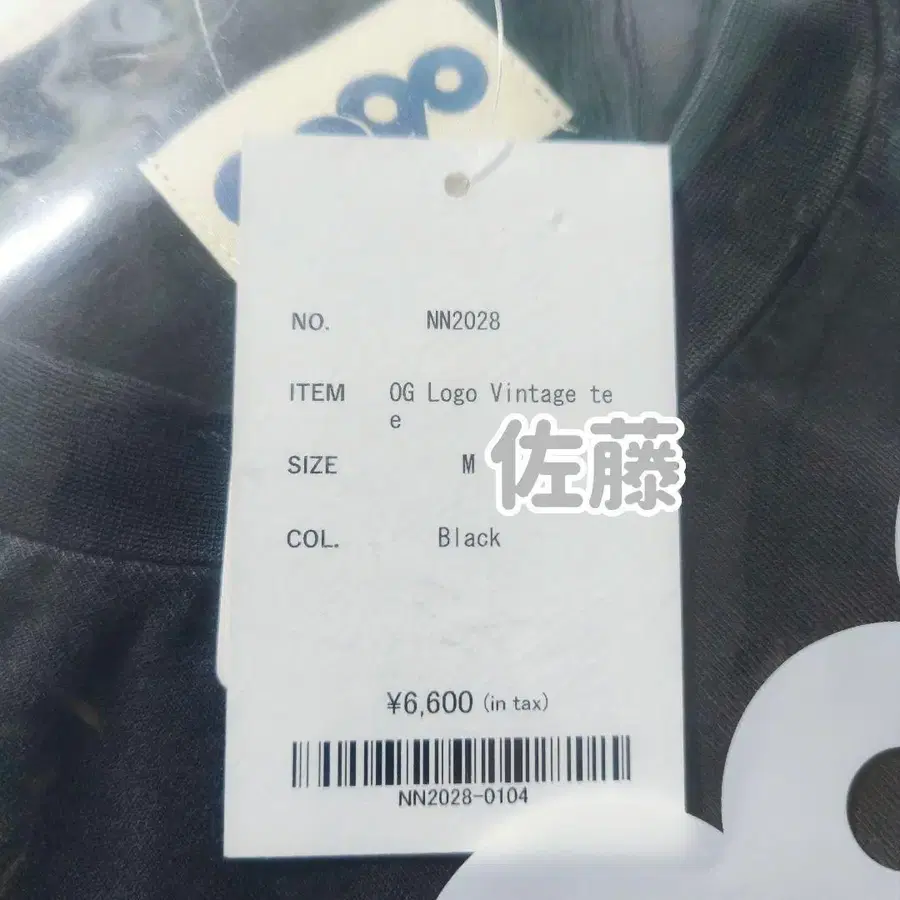 NO. NN2028
ITEM OG Logo Vintage te
e
SIZE M
佐藤
COL. Black
¥6,600 (in tax)
NN2028-0104